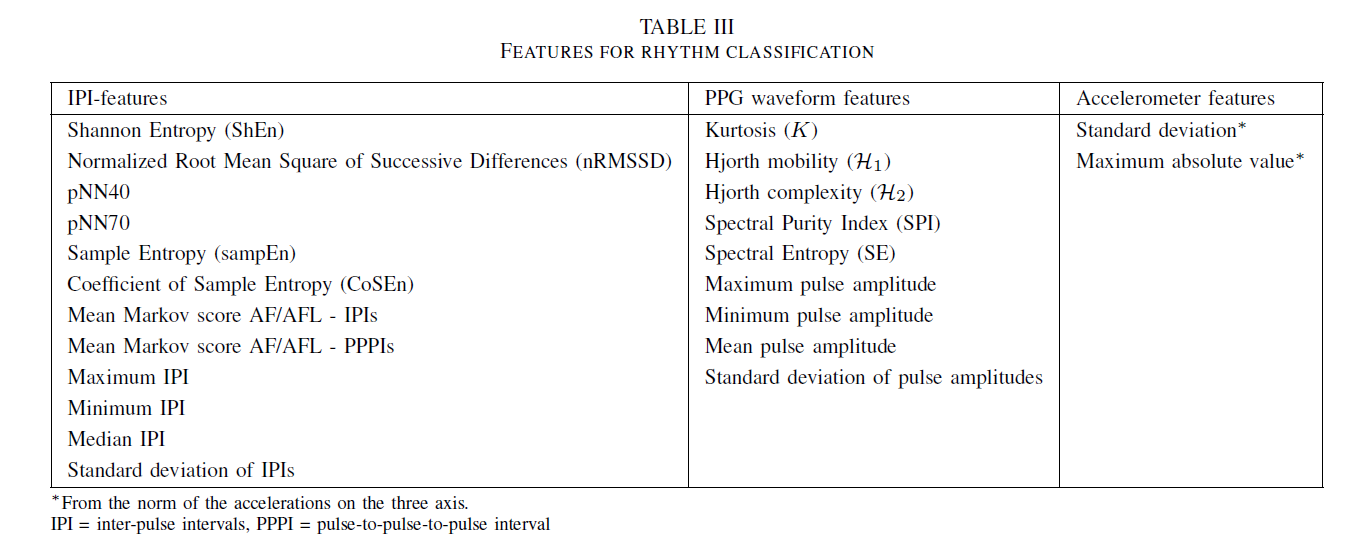 TABLE III
FEATURES FOR RHYTHM CLASSIFICATION
IPI-features PPG waveform features Accelerometer features
Shannon Entropy (ShEn) Kurtosis (K) Standard deviation*
Normalized Root Mean Square of Successive Differences (nRMSSD) Hjorth mobility (ℋ₁) Maximum absolute value*
pNN40 Hjorth complexity (ℋ₂)
pNN70 Spectral Purity Index (SPI)
Sample Entropy (sampEn) Spectral Entropy (SE)
Coefficient of Sample Entropy (CoSEn) Maximum pulse amplitude
Mean Markov score AF/AFL - IPIs Minimum pulse amplitude
Mean Markov score AF/AFL - PPPIs Mean pulse amplitude
Maximum IPI Standard deviation of pulse amplitudes
Minimum IPI
Median IPI
Standard deviation of IPIs
*From the norm of the accelerations on the three axis.
IPI = inter-pulse intervals, PPPI = pulse-to-pulse-to-pulse interval